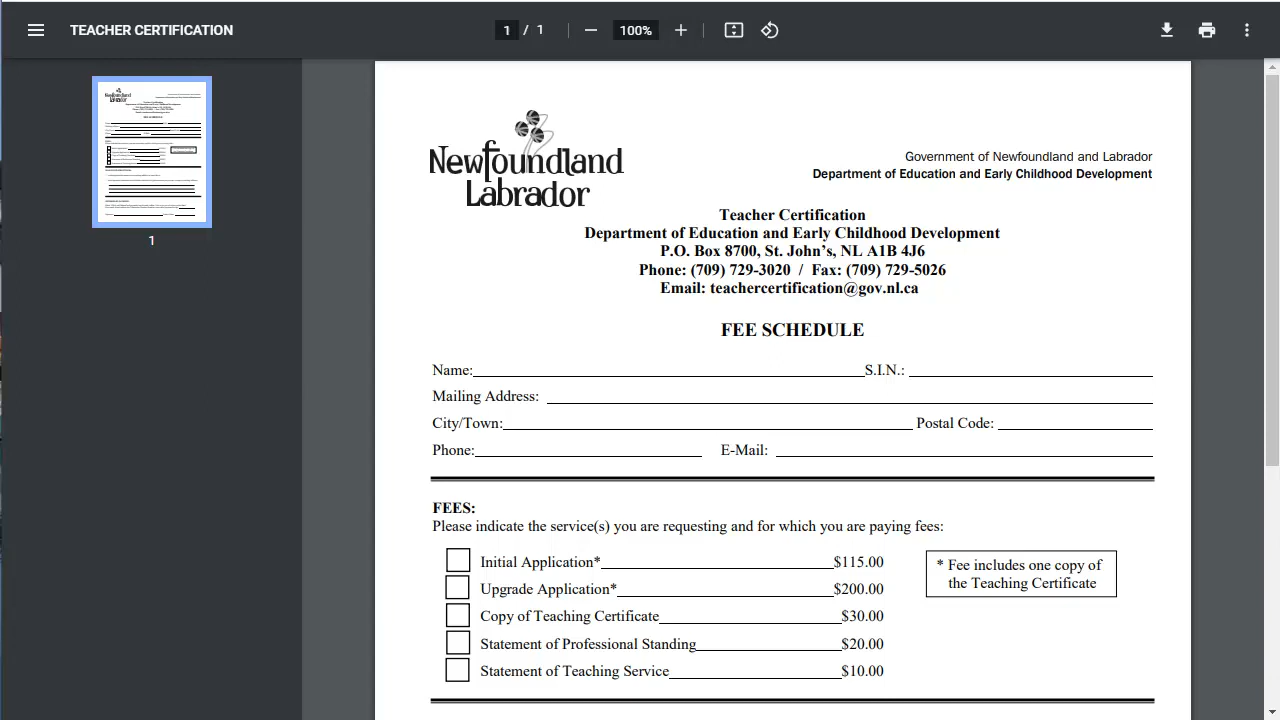 TEACHER CERTIFICATION
1 / 1
100%
1
Newfoundland
Labrador
Government of Newfoundland and Labrador
Department of Education and Early Childhood Development
Teacher Certification
Department of Education and Early Childhood Development
P.O. Box 8700, St. John’s, NL A1B 4J6
Phone: (709) 729-3020 / Fax: (709) 729-5026
Email: teachercertification@gov.nl.ca
FEE SCHEDULE
Name: S.I.N.:
Mailing Address:
City/Town: Postal Code:
Phone: E-Mail:
FEES:
Please indicate the service(s) you are requesting and for which you are paying fees:
Initial Application* $115.00
Upgrade Application* $200.00
Copy of Teaching Certificate $30.00
Statement of Professional Standing $20.00
Statement of Teaching Service $10.00
* Fee includes one copy of
the Teaching Certificate